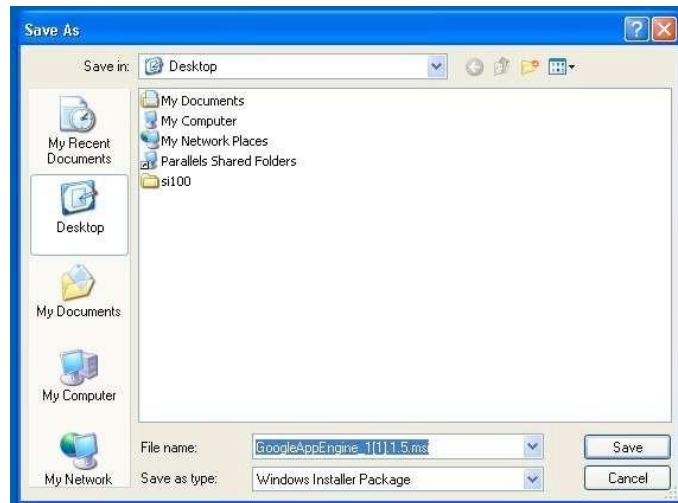 Save As
Save in: Desktop
My Documents
My Computer
My Network Places
Parallels Shared Folders
si100
My Recent
Documents
Desktop
My Documents
My Computer
My Network
File name: GoogleAppEngine_1[1].1.5.msi
Save
Save as type: Windows Installer Package
Cancel